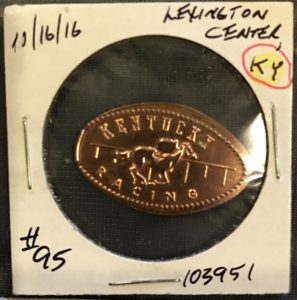 10/16/16
LEXINGTON
CENTER,
KY
KENTUCKY
RACING
#95
103951